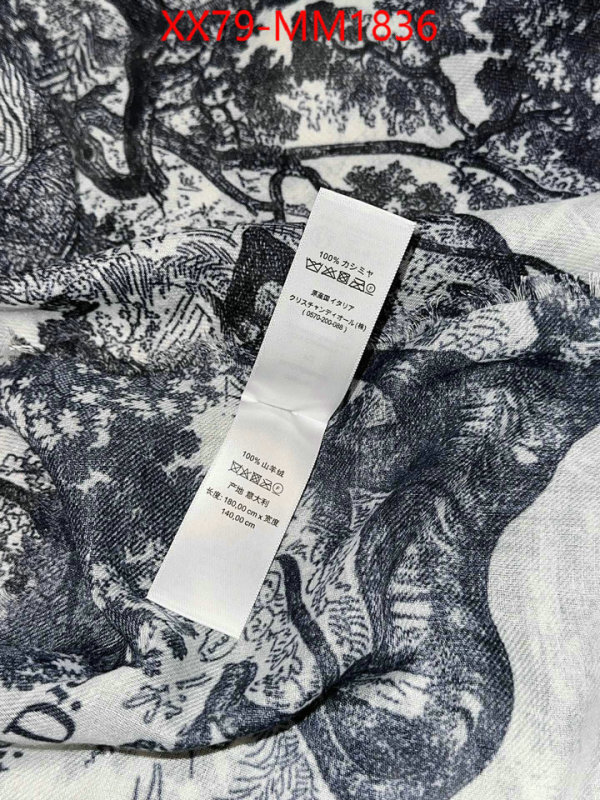 XX79-MM1836
100% カシミヤ
原産国 イタリア
クリスチャンディオール(株)
( 0570-200-088 )
100% 山羊绒
产地 意大利
长度: 180,00 cm x 宽度
140,00 cm
D!